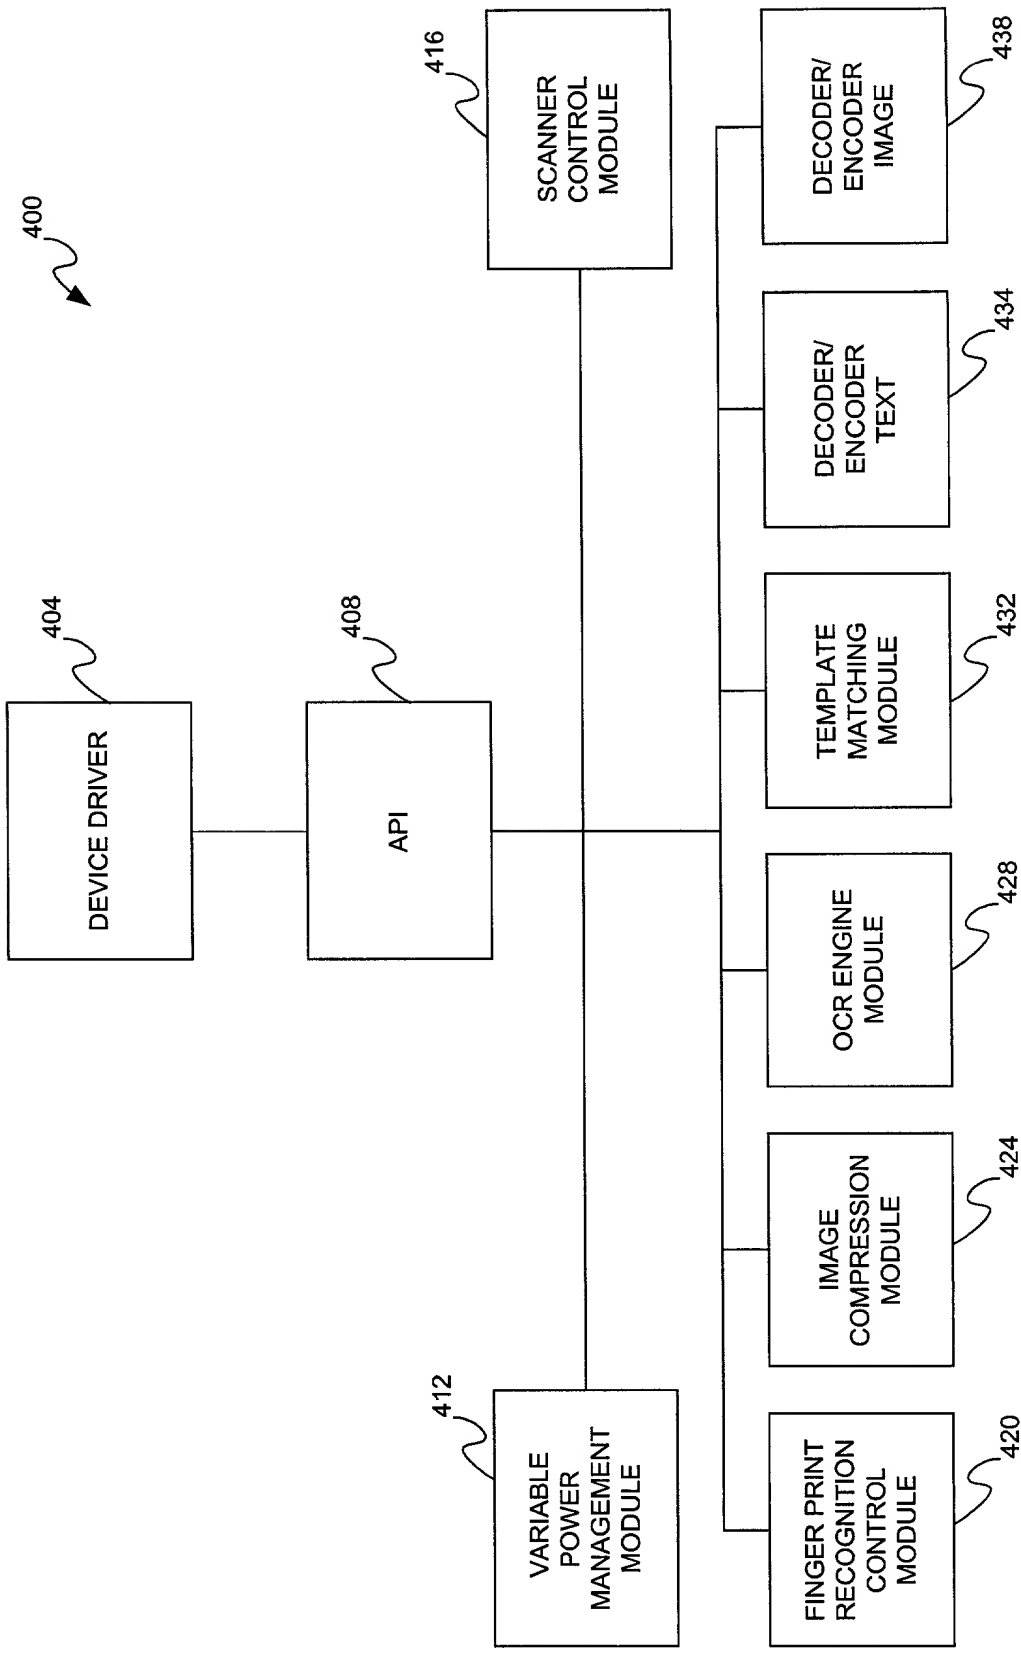 400
404
DEVICE DRIVER
408
API
412
VARIABLE
POWER
MANAGEMENT
MODULE
416
SCANNER
CONTROL
MODULE
FINGER PRINT
RECOGNITION
CONTROL
MODULE
420
IMAGE
COMPRESSION
MODULE
424
OCR ENGINE
MODULE
428
TEMPLATE
MATCHING
MODULE
432
DECODER/
ENCODER
TEXT
434
DECODER/
ENCODER
IMAGE
438